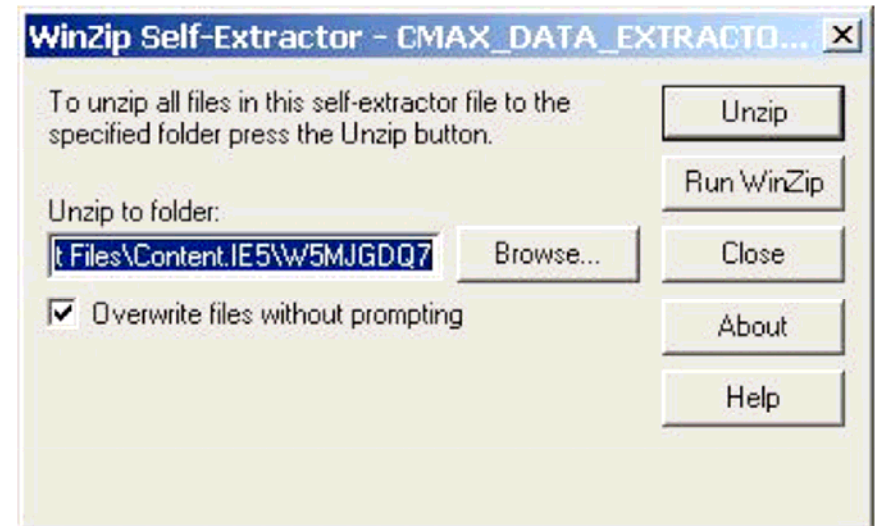 WinZip Self-Extractor - CMAX_DATA_EXTRACTO...
To unzip all files in this self-extractor file to the
specified folder press the Unzip button.
Unzip to folder:
t Files\Content.IE5\W5MJGDQ7
Browse...
Overwrite files without prompting
Unzip
Run WinZip
Close
About
Help